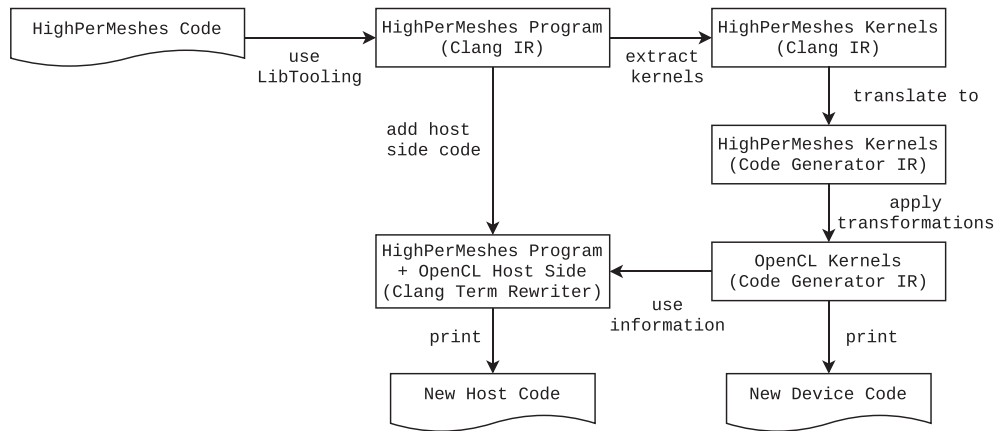 HighPerMeshes Code
use
LibTooling
HighPerMeshes Program
(Clang IR)
extract
kernels
HighPerMeshes Kernels
(Clang IR)
translate to
add host
side code
HighPerMeshes Kernels
(Code Generator IR)
apply
transformations
HighPerMeshes Program
+ OpenCL Host Side
(Clang Term Rewriter)
OpenCL Kernels
(Code Generator IR)
use
information
print
print
New Host Code
New Device Code